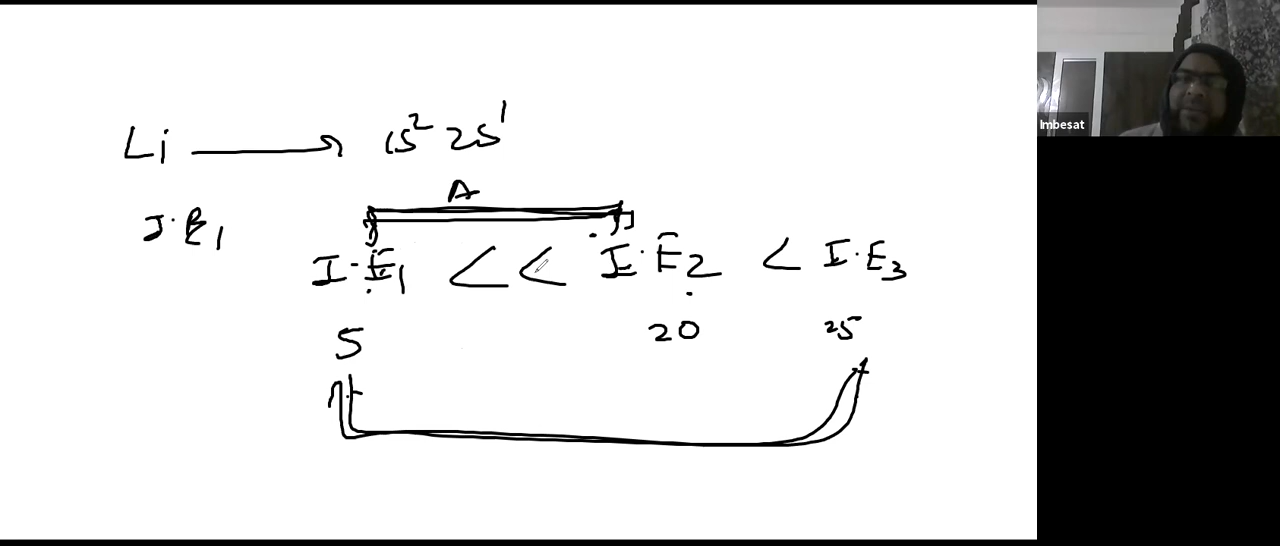 Li → 1s² 2s¹
I.E₁
A
I.E₁ << I.E₂ < I.E₃
5 20 25
Imbesat